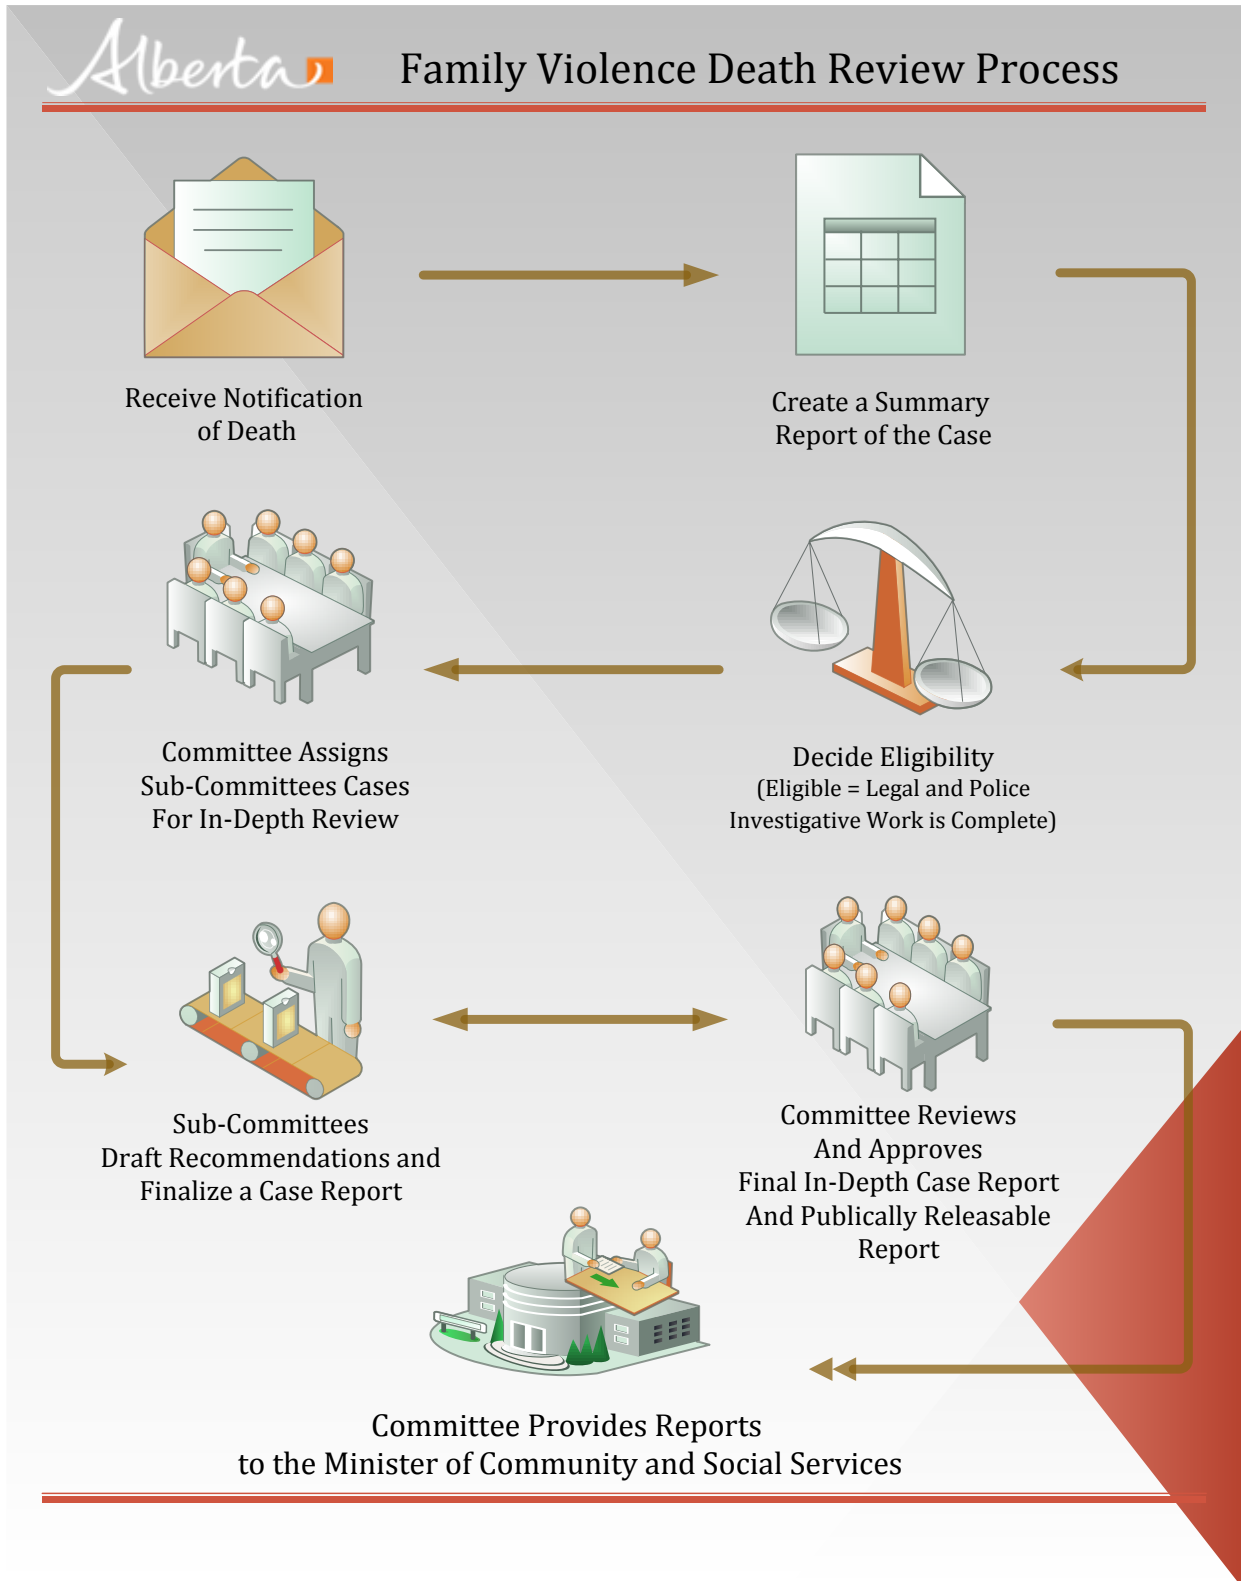 Alberta
Family Violence Death Review Process
Receive Notification
of Death
Create a Summary
Report of the Case
Decide Eligibility
(Eligible = Legal and Police
Investigative Work is Complete)
Committee Assigns
Sub-Committees Cases
For In-Depth Review
Sub-Committees
Draft Recommendations and
Finalize a Case Report
Committee Reviews
And Approves
Final In-Depth Case Report
And Publically Releasable
Report
Committee Provides Reports
to the Minister of Community and Social Services